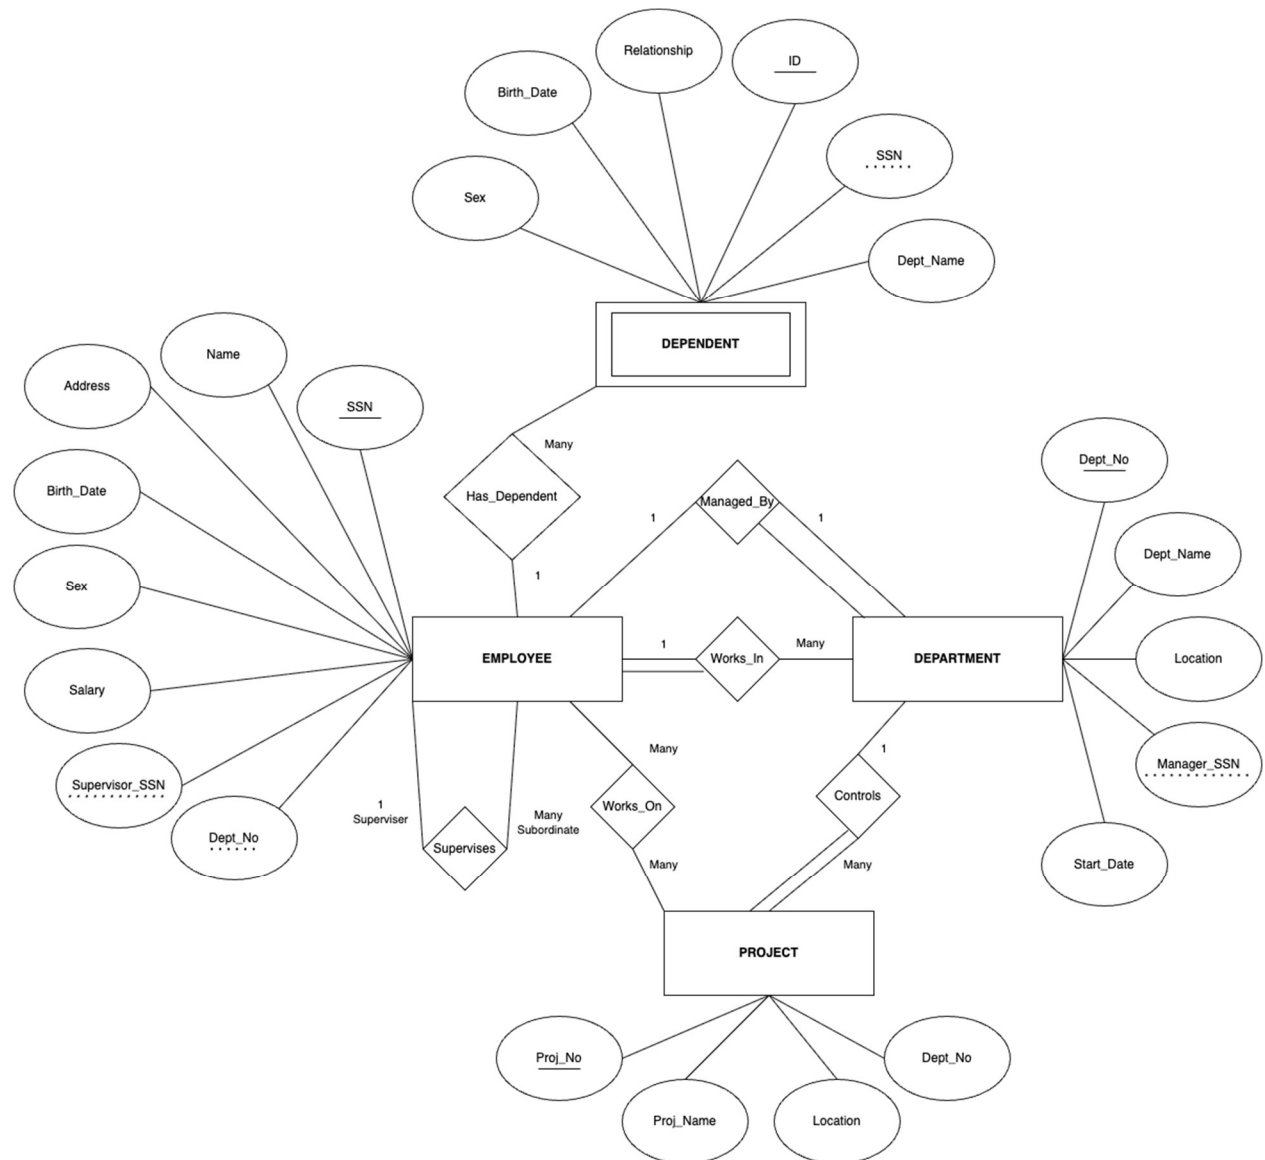 Relationship
ID
Birth_Date
SSN
Sex
Dept_Name
DEPENDENT
Name
Address
SSN
Many
Has_Dependent
Dept_No
Birth_Date
Managed_By
1
1
Dept_Name
1
Sex
EMPLOYEE
1
Works_In
Many
DEPARTMENT
Location
Salary
Many
1
Manager_SSN
Supervisor_SSN
Controls
1
Superviser
Works_On
Many
Subordinate
Dept_No
Supervises
Many
Many
Start_Date
PROJECT
Proj_No
Dept_No
Proj_Name
Location